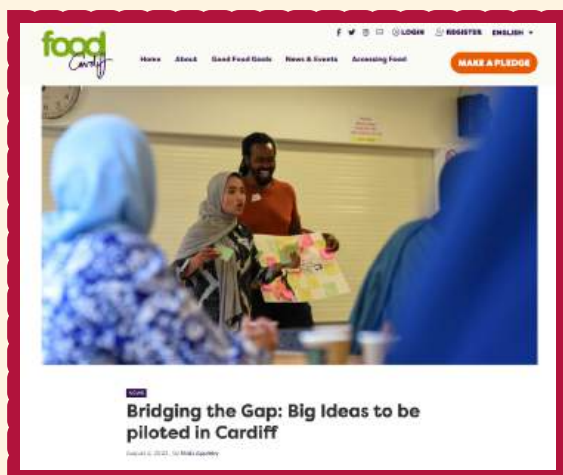 food
Cardiff
LOGIN
REGISTER
ENGLISH
Home
About
Good Food Goals
News & Events
Accessing Food
MAKE A PLEDGE
NEWS
Bridging the Gap: Big Ideas to be
piloted in Cardiff